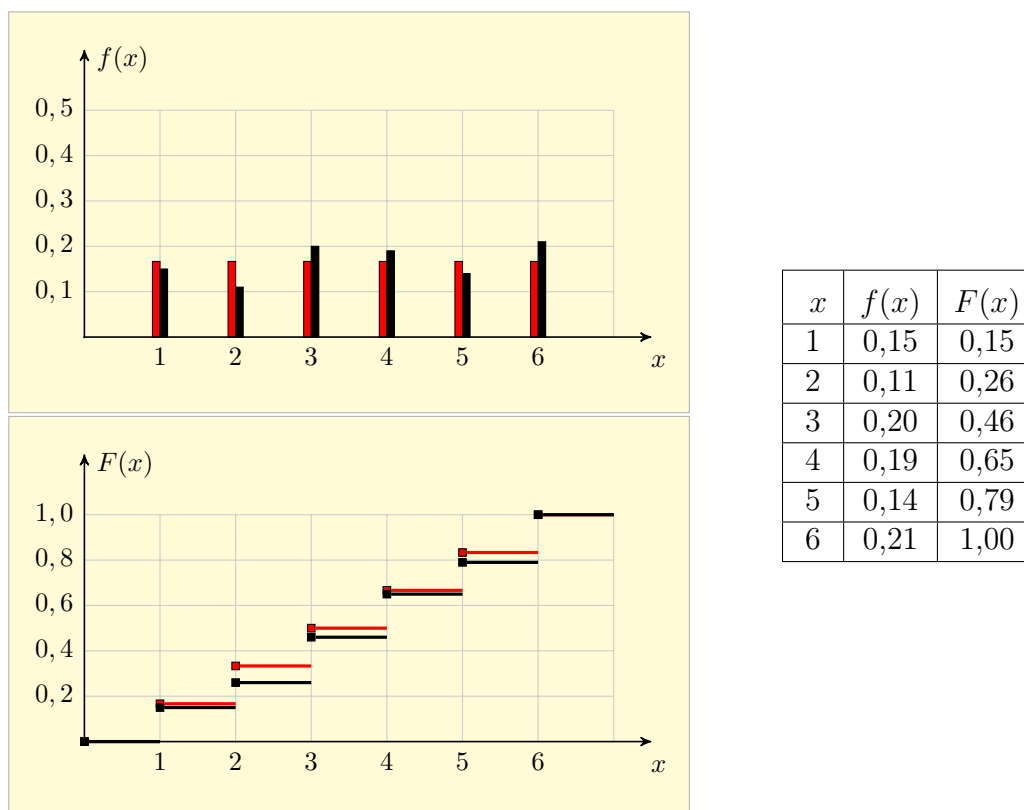 f(x)
0, 5
0, 4
0, 3
0, 2
0, 1
1 2 3 4 5 6 x
F(x)
1, 0
0, 8
0, 6
0, 4
0, 2
1 2 3 4 5 6 x
x f(x) F(x)
1 0,15 0,15
2 0,11 0,26
3 0,20 0,46
4 0,19 0,65
5 0,14 0,79
6 0,21 1,00